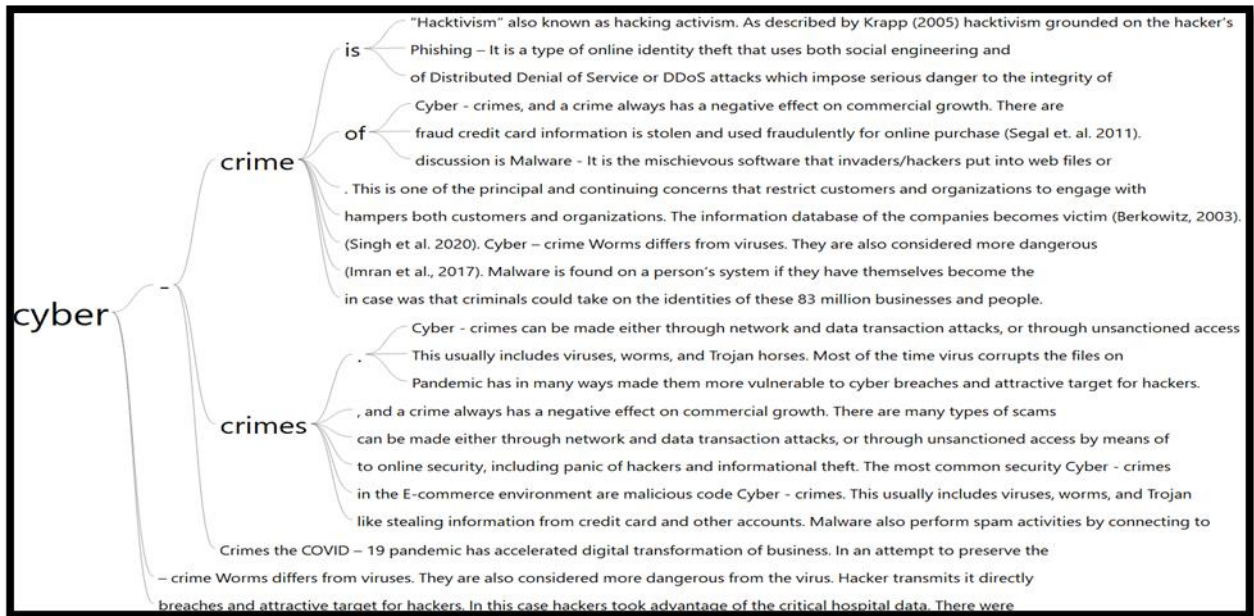 “Hacktivism” also known as hacking activism. As described by Krapp (2005) hacktivism grounded on the hacker’s
is
Phishing – It is a type of online identity theft that uses both social engineering and
of Distributed Denial of Service or DDoS attacks which impose serious danger to the integrity of
Cyber - crimes, and a crime always has a negative effect on commercial growth. There are
of
fraud credit card information is stolen and used fraudulently for online purchase (Segal et. al. 2011).
crime
discussion is Malware - It is the mischievous software that invaders/hackers put into web files or
. This is one of the principal and continuing concerns that restrict customers and organizations to engage with
hampers both customers and organizations. The information database of the companies becomes victim (Berkowitz, 2003).
(Singh et al. 2020). Cyber – crime Worms differs from viruses. They are also considered more dangerous
(Imran et al., 2017). Malware is found on a person’s system if they have themselves become the
in case was that criminals could take on the identities of these 83 million businesses and people.
-
cyber
Cyber - crimes can be made either through network and data transaction attacks, or through unsanctioned access
.
This usually includes viruses, worms, and Trojan horses. Most of the time virus corrupts the files on
Pandemic has in many ways made them more vulnerable to cyber breaches and attractive target for hackers.
crimes
, and a crime always has a negative effect on commercial growth. There are many types of scams
can be made either through network and data transaction attacks, or through unsanctioned access by means of
to online security, including panic of hackers and informational theft. The most common security Cyber - crimes
in the E-commerce environment are malicious code Cyber - crimes. This usually includes viruses, worms, and Trojan
like stealing information from credit card and other accounts. Malware also perform spam activities by connecting to
Crimes the COVID – 19 pandemic has accelerated digital transformation of business. In an attempt to preserve the
– crime Worms differs from viruses. They are also considered more dangerous from the virus. Hacker transmits it directly
breaches and attractive target for hackers. In this case hackers took advantage of the critical hospital data. There were